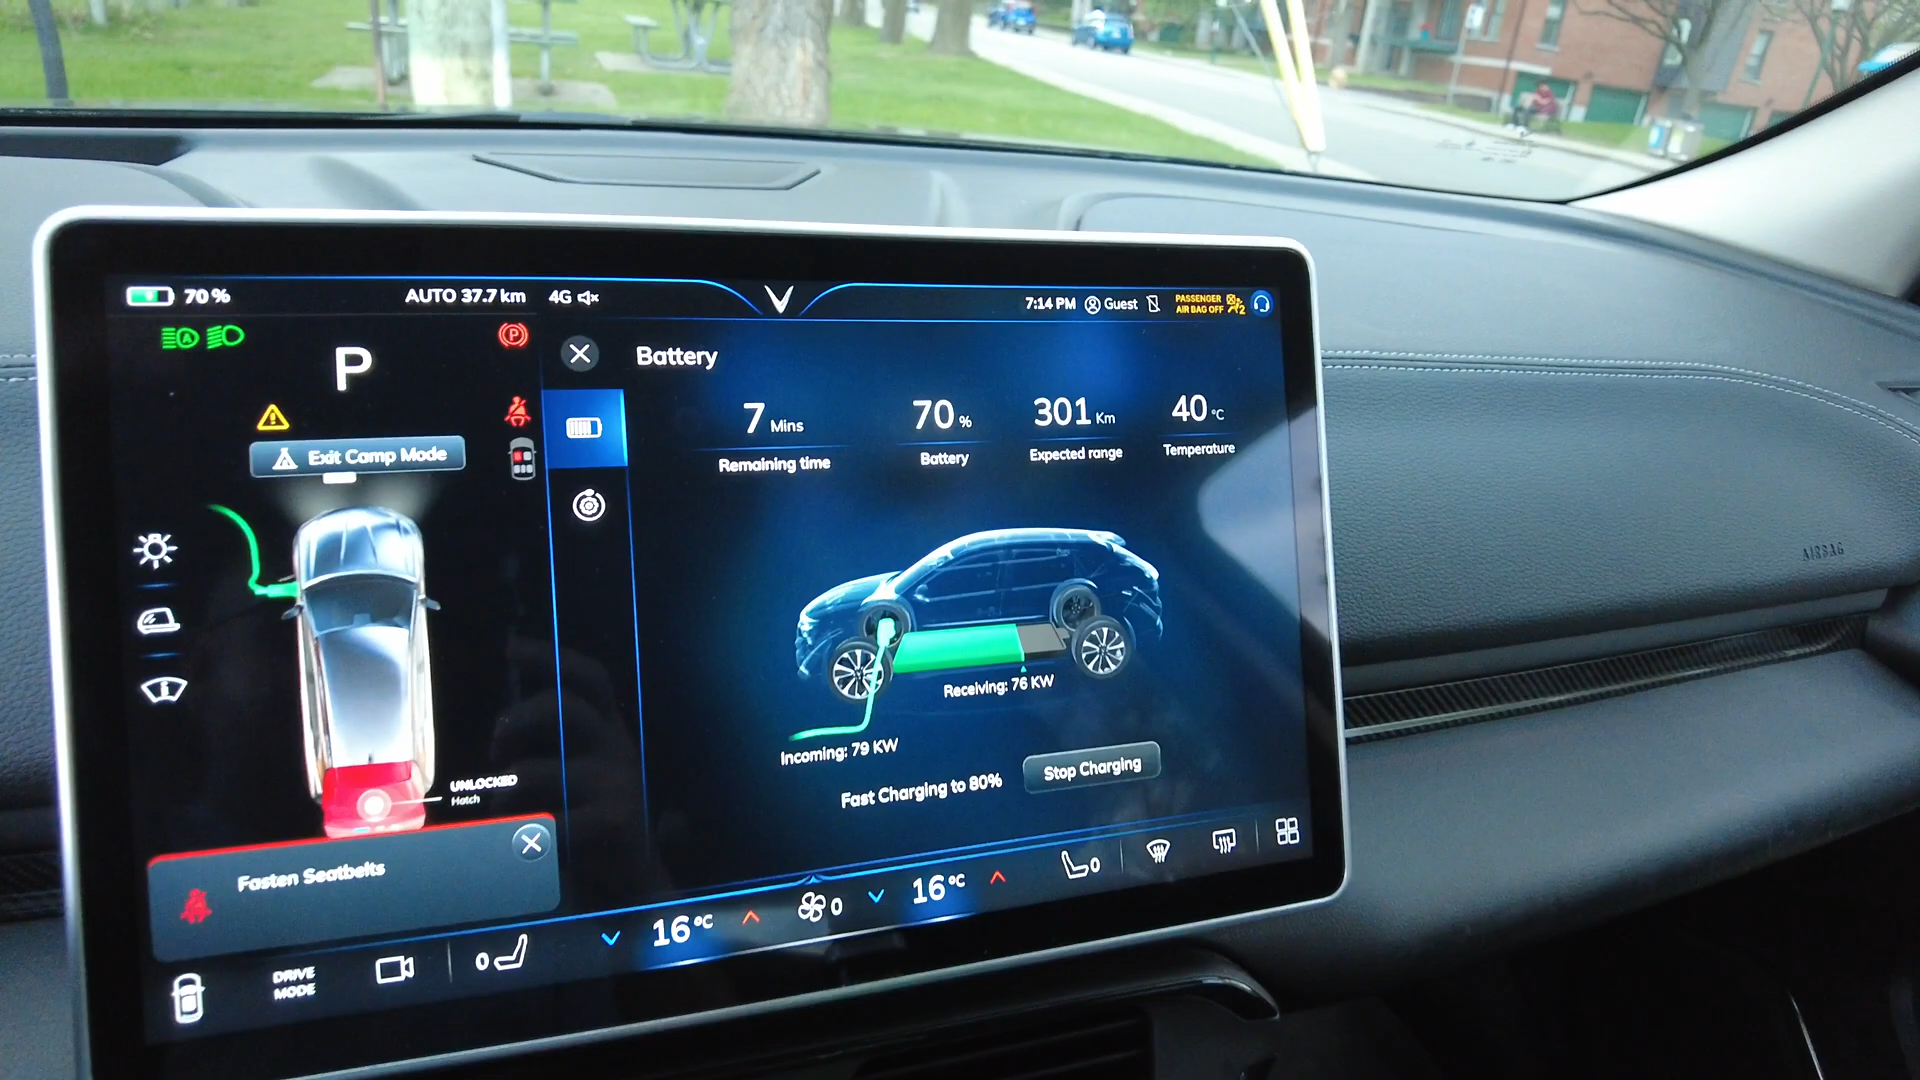 70 %
AUTO 37.7 km
4G
7:14 PM
Guest
PASSENGER
AIR BAG OFF
2
A
P
P
Exit Camp Mode
UNLOCKED
Hatch
Fasten Seatbelts
Battery
7 Mins
Remaining time
70 %
Battery
301 Km
Expected range
40 °C
Temperature
Receiving: 76 KW
Incoming: 79 KW
Fast Charging to 80%
Stop Charging
DRIVE
MODE
0
16°C
0
16°C
0
AIRBAG